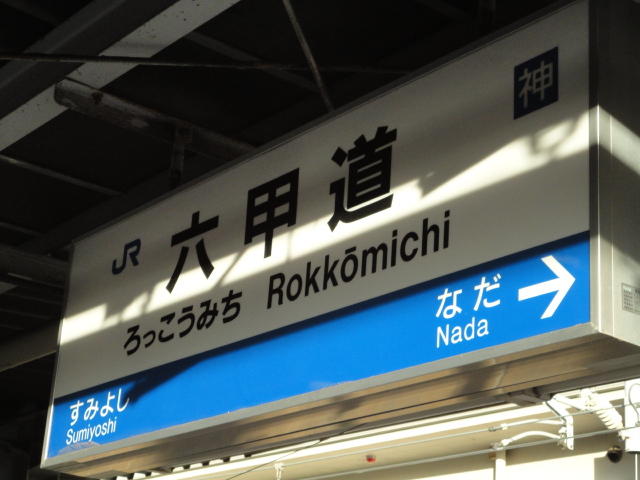 神
JR 六甲道
ろっこうみち Rokkōmichi
なだ →
Nada
すみよし
Sumiyoshi